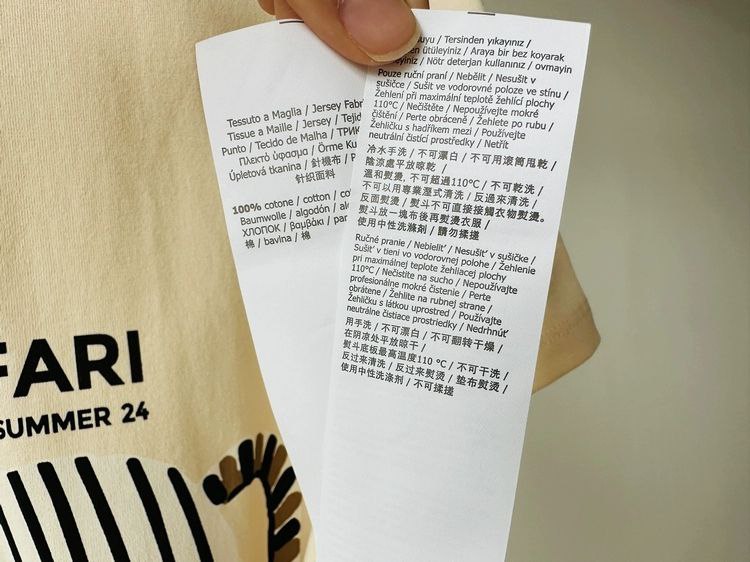 Tessuto a Maglia / Jersey Fabri
Tissue a Maille / Jersey / Tejid
Punto / Tecido de Malha / ТРИК
Πλεκτό ύφασμα / Örme Ku
Úpletová tkanina / 針機布 / P
针织面料
100% cotone / cotton / co
Baumwolle / algodón / al
ХЛОПОК / βαμβάκι / par
棉 / bavlna / 棉
uyu / Tersinden yıkayınız /
en ütüleyiniz / Araya bir bez koyarak
eyiniz / Nötr deterjan kullanınız / ovmayin
Pouze ruční praní / Nebělit / Nesušit v
sušičce / Sušit ve vodorovné poloze ve stínu /
Žehlení při maximální teplotě žehlící plochy
110°C / Nečištěte / Nepoužívejte mokré
čištění / Perte obráceně / Žehlete po rubu /
Žehličku s hadříkem mezi / Používejte
neutrální čistící prostředky / Netřít
冷水手洗 / 不可漂白 / 不可用滾筒甩乾 /
陰涼處平放晾乾 /
溫和熨燙, 不可超過110°C / 不可乾洗 /
不可以用專業溼式清洗 / 反過來清洗 /
反面熨燙 / 熨斗不可直接接觸衣物熨燙。
熨斗放一塊布後再熨燙衣服 /
使用中性洗滌劑 / 請勿揉搓
Ručné pranie / Nebieliť / Nesušiť v sušičke /
Sušiť v tieni vo vodorovnej polohe / Žehlenie
pri maximálnej teplote žehliacej plochy
110°C / Nečistite na sucho / Nepoužívajte
profesionálne mokré čistenie / Perte
obrátene / Žehlite na rubnej strane /
Žehličku s látkou uprostred / Používajte
neutrálne čistiace prostriedky / Nedrhnúť
用手洗 / 不可漂白 / 不可翻转干燥 /
在阴凉处平放晾干 /
熨斗底板最高温度110 °C / 不可干洗 /
反过来清洗 / 反过来熨烫 / 垫布熨烫 /
使用中性洗涤剂 / 不可揉搓
FARI
SUMMER 24